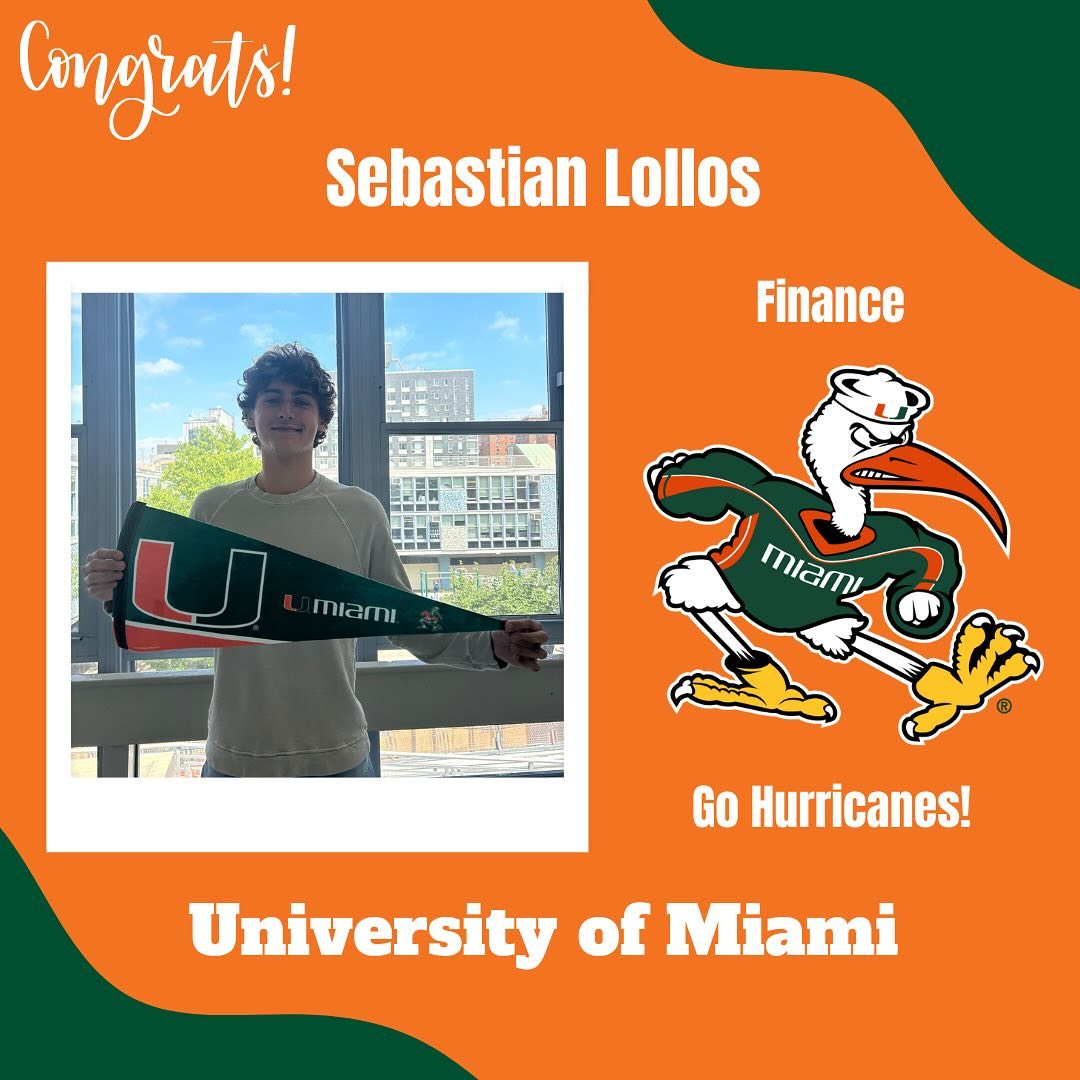 Congrats!
Sebastian Lollos
Finance
U
MIAMI
U
UMIAMI
Go Hurricanes!
University of Miami